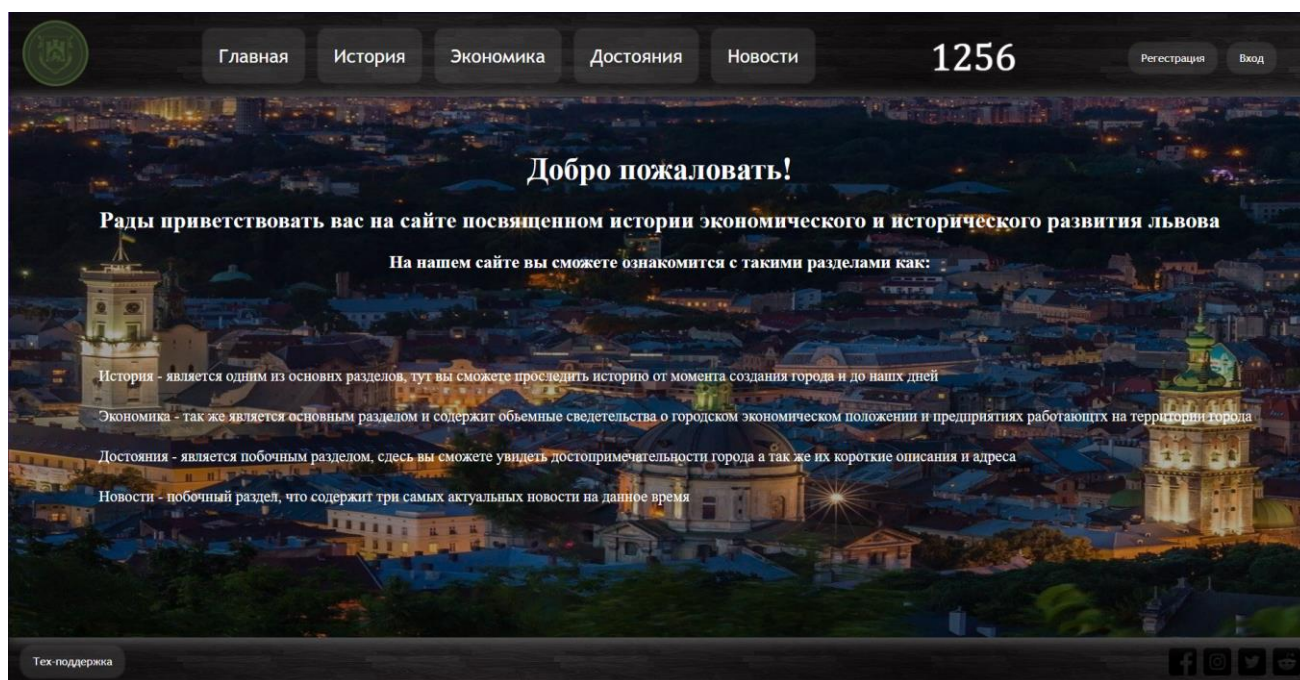 Главная История Экономика Достояния Новости 1256 Регестрация Вход
Добро пожаловать!
Рады приветствовать вас на сайте посвященном истории экономического и исторического развития львова
На нашем сайте вы сможете ознакомится с такими разделами как:
История - является одним из основнх разделов, тут вы сможете проследить историю от момента создания города и до нашх дней
Экономика - так же является основным разделом и содержит обьемные сведетельства о городском экономическом положении и предприятиях работающтх на территории города
Достояния - является побочным разделом, сдесь вы сможете увидеть достопримечательности города а так же их короткие описания и адреса
Новости - побочный раздел, что содержит три самых актуальных новости на данное время
Тех-поддержка